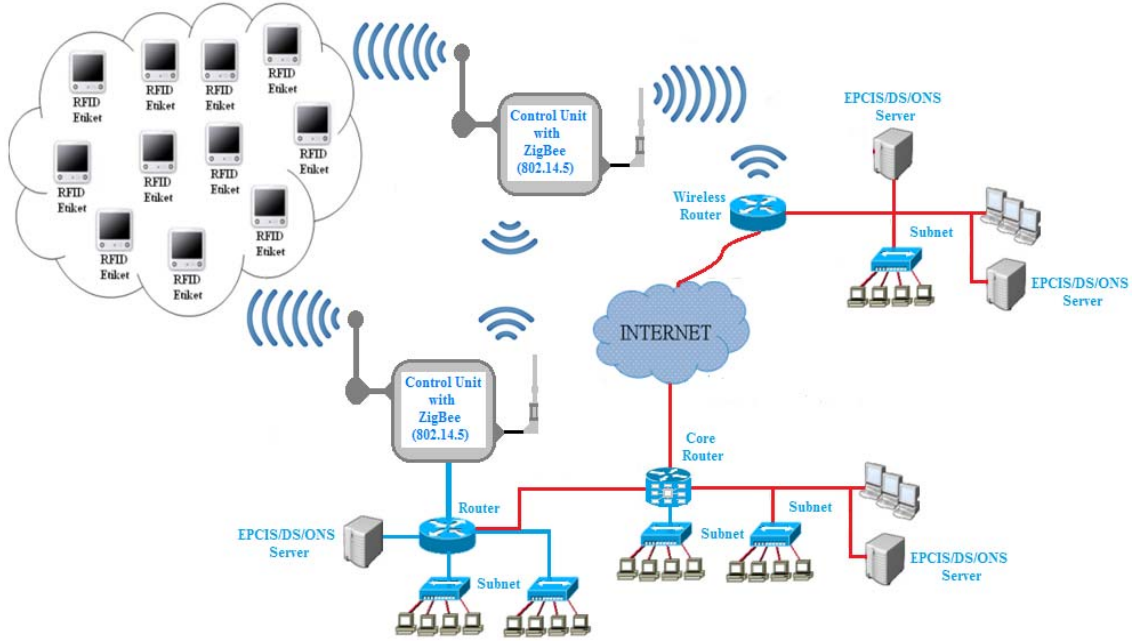 RFID
Etiket
RFID
Etiket
RFID
Etiket
RFID
Etiket
RFID
Etiket
RFID
Etiket
RFID
Etiket
RFID
Etiket
RFID
Etiket
RFID
Etiket
RFID
Etiket
Control Unit
with
ZigBee
(802.14.5)
EPCIS/DS/ONS
Server
Wireless
Router
Subnet
EPCIS/DS/ONS
Server
INTERNET
Control Unit
with
ZigBee
(802.14.5)
Core
Router
Router
Subnet
Subnet
EPCIS/DS/ONS
Server
EPCIS/DS/ONS
Server
Subnet